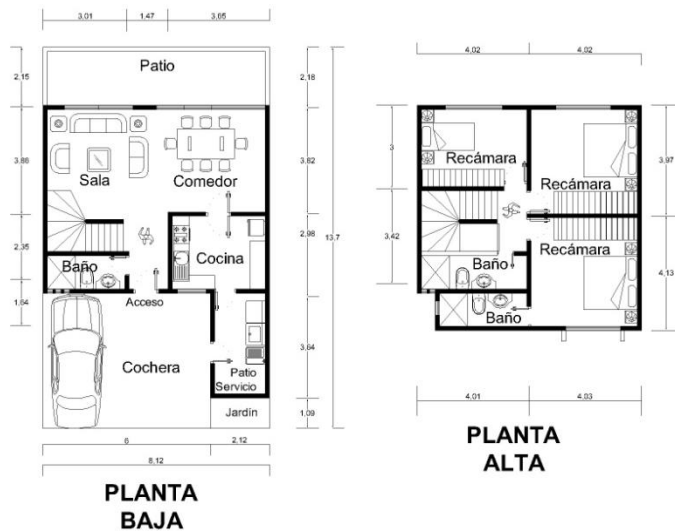 3,01
1,47
3,65
Patio
2,15
2,18
3,86
3,82
Sala
Comedor
2,35
2,98
13,7
Baño
Cocina
1,64
Acceso
Cochera
Patio
Servicio
3,64
Jardín
1,09
6
2,12
8,12
PLANTA
BAJA
4,02
4,02
3
3,97
Recámara
Recámara
3,42
Recámara
4,13
Baño
Baño
4,01
4,03
PLANTA
ALTA